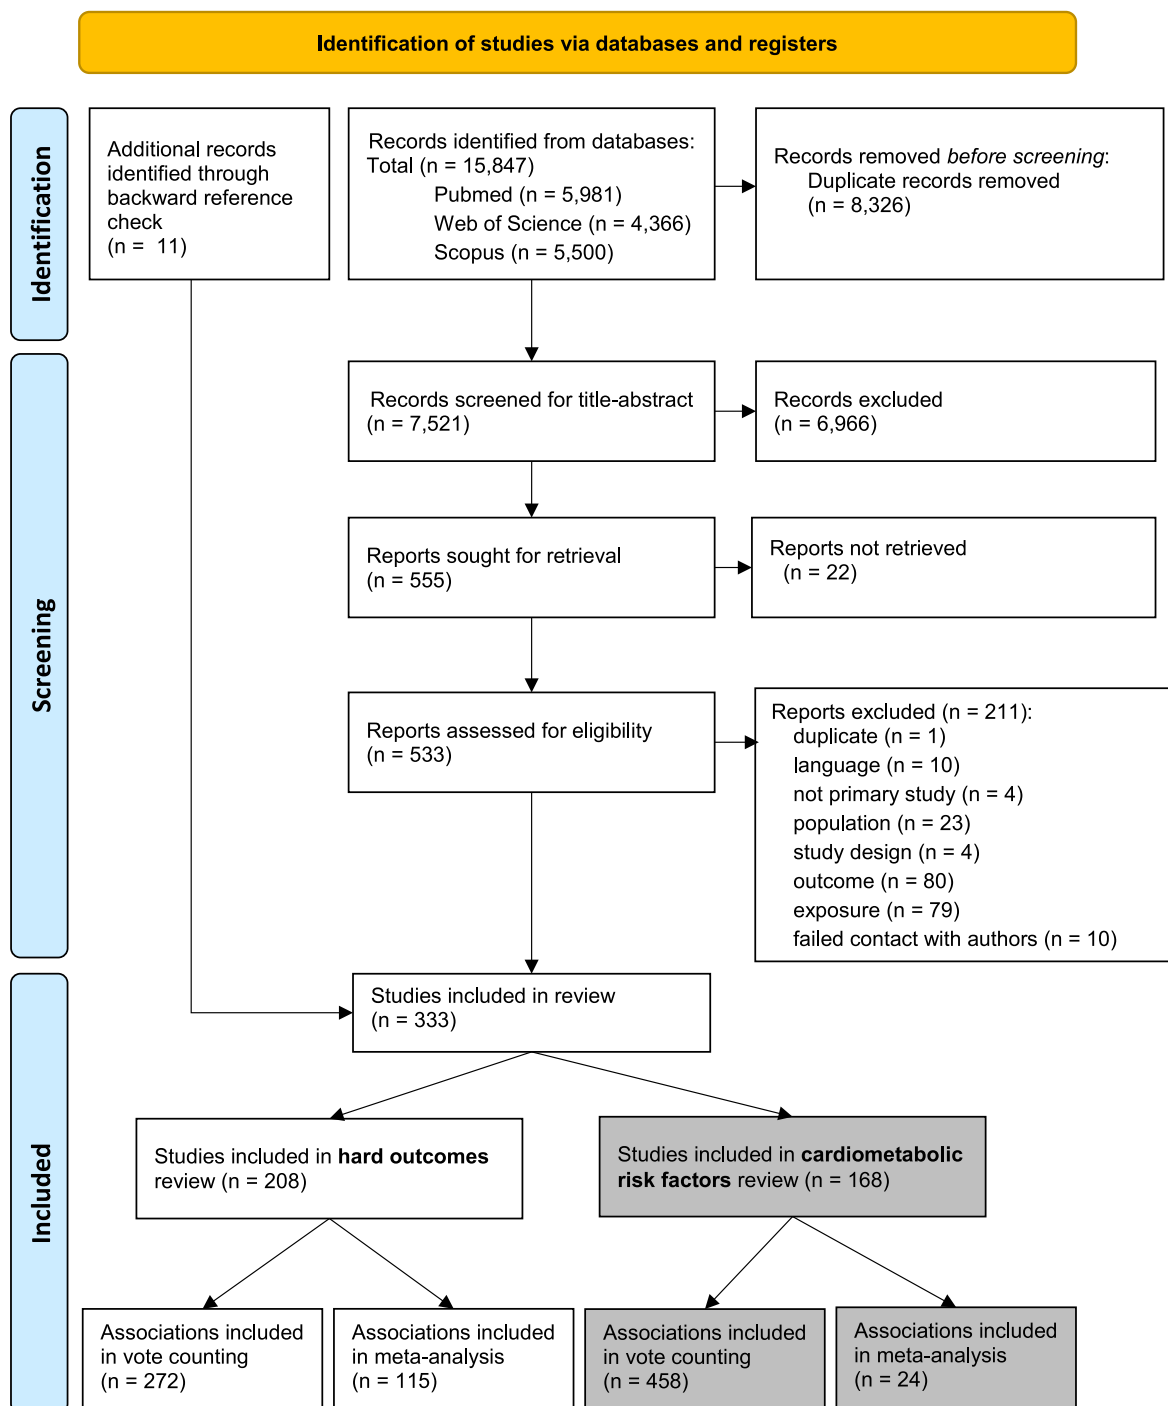 Identification of studies via databases and registers
Identification
Additional records
identified through
backward reference
check
(n =  11)
Records identified from databases:
Total (n = 15,847)
Pubmed (n = 5,981)
Web of Science (n = 4,366)
Scopus (n = 5,500)
Records removed before screening:
Duplicate records removed
(n = 8,326)
Screening
Records screened for title-abstract
(n = 7,521)
Records excluded
(n = 6,966)
Reports sought for retrieval
(n = 555)
Reports not retrieved
(n = 22)
Reports assessed for eligibility
(n = 533)
Reports excluded (n = 211):
duplicate (n = 1)
language (n = 10)
not primary study (n = 4)
population (n = 23)
study design (n = 4)
outcome (n = 80)
exposure (n = 79)
failed contact with authors (n = 10)
Included
Studies included in review
(n = 333)
Studies included in hard outcomes
review (n = 208)
Studies included in cardiometabolic
risk factors review (n = 168)
Associations included
in vote counting
(n = 272)
Associations included
in meta-analysis
(n = 115)
Associations included
in vote counting
(n = 458)
Associations included
in meta-analysis
(n = 24)